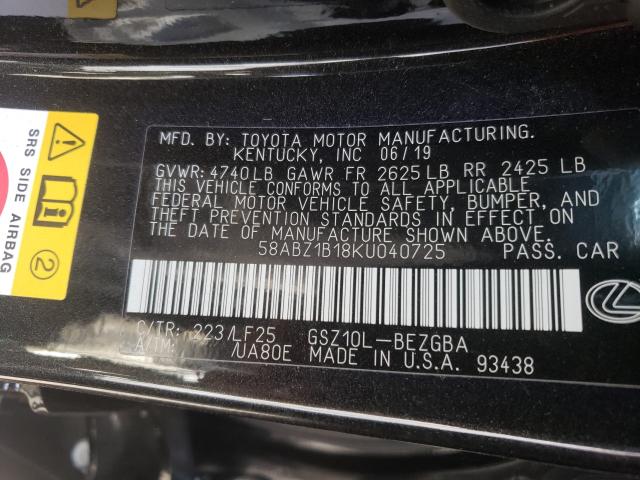 MFD. BY: TOYOTA MOTOR MANUFACTURING.
KENTUCKY, INC 06/19
GVWR: 4740LB GAWR FR 2625LB RR 2425 LB
THIS VEHICLE CONFORMS TO ALL APPLICABLE
FEDERAL MOTOR VEHICLE SAFETY, BUMPER, AND
THEFT PREVENTION STANDARDS IN EFFECT ON
THE DATE OF MANUFACTURE SHOWN ABOVE.
58ABZ1B18KU040725 PASS. CAR
C/TR: 223/LF25 GSZ10L-BEZGBA
A/TM: /UA80E MADE IN U.S.A. 93438
SRS SIDE AIRBAG
2